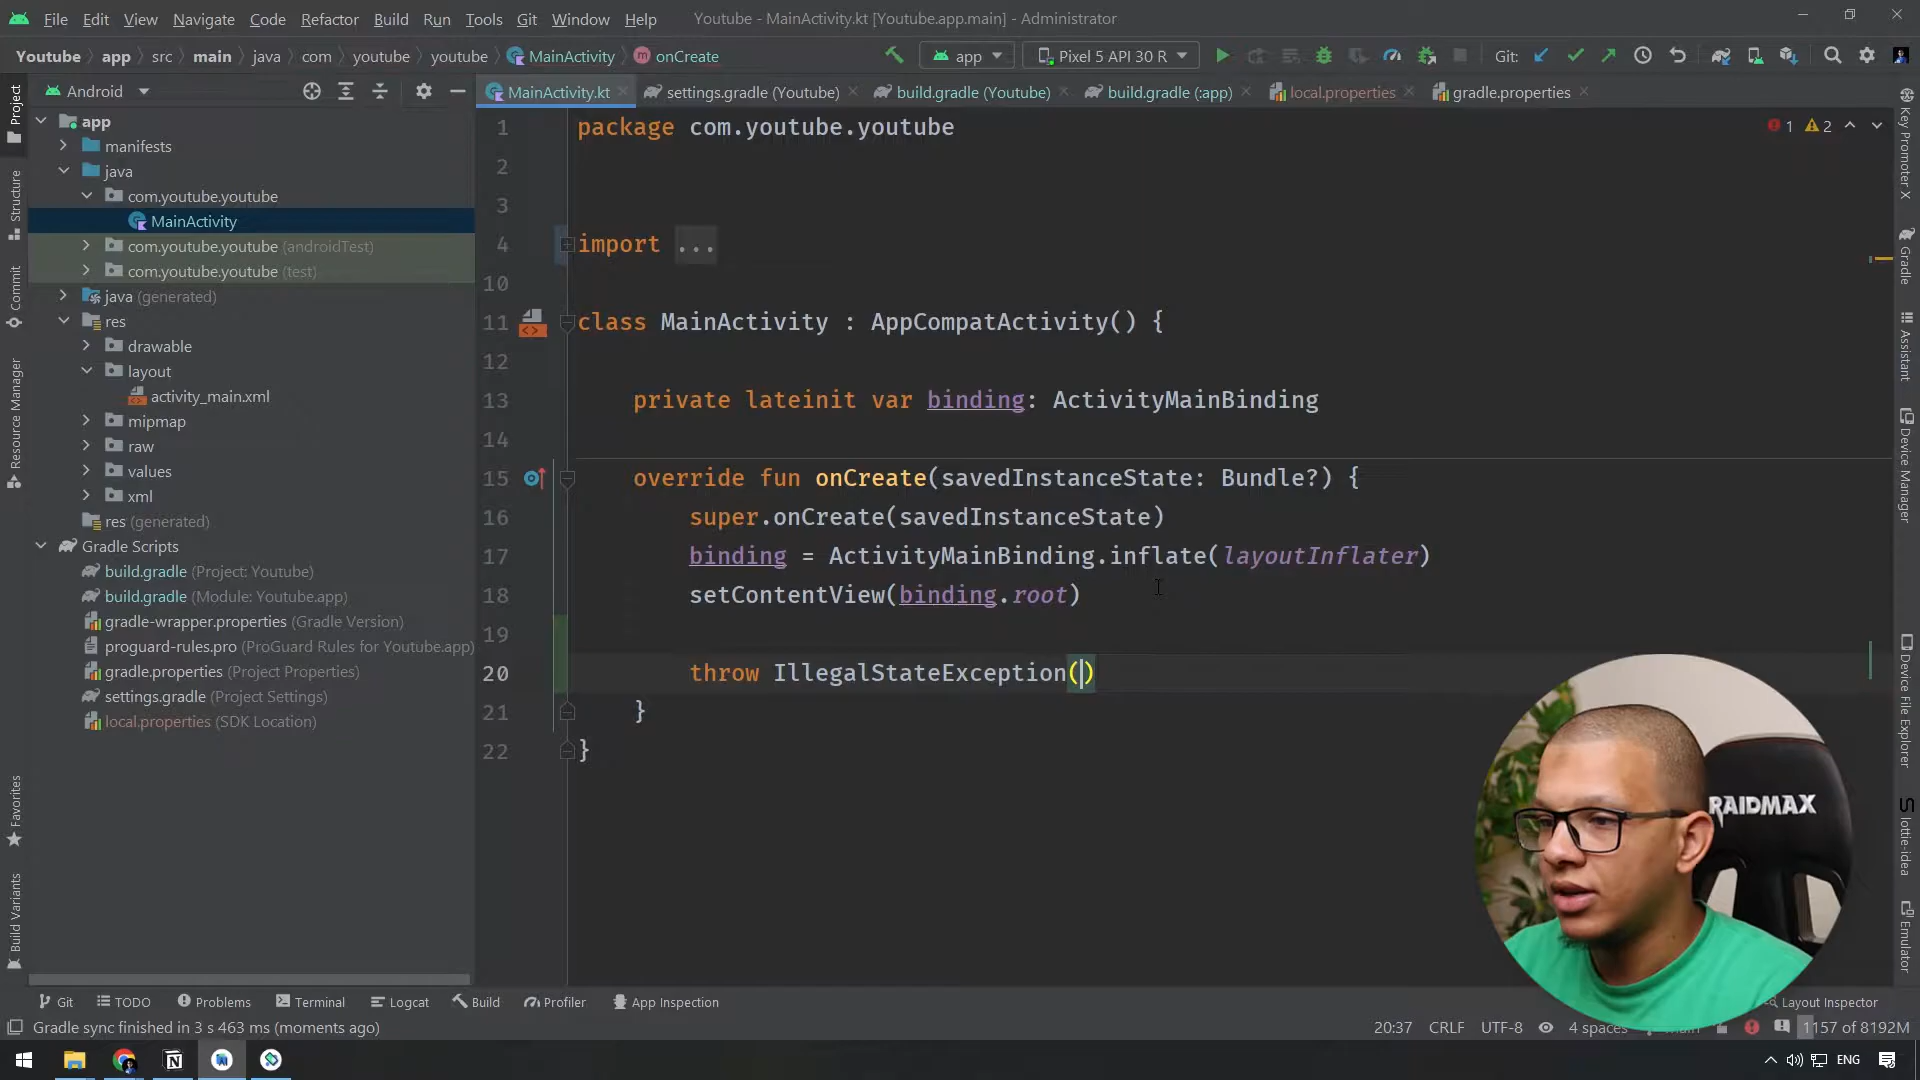 File Edit View Navigate Code Refactor Build Run Tools Git Window Help Youtube - MainActivity.kt [Youtube.app.main] - Administrator
Youtube app src main java com youtube youtube MainActivity onCreate app Pixel 5 API 30 R Git:
Project Android MainActivity.kt settings.gradle (Youtube) build.gradle (Youtube) build.gradle (:app) local.properties gradle.properties
app
manifests
java
com.youtube.youtube
MainActivity
com.youtube.youtube (androidTest)
com.youtube.youtube (test)
java (generated)
res
drawable
layout
activity_main.xml
mipmap
raw
values
xml
res (generated)
Gradle Scripts
build.gradle (Project: Youtube)
build.gradle (Module: Youtube.app)
gradle-wrapper.properties (Gradle Version)
proguard-rules.pro (ProGuard Rules for Youtube.app)
gradle.properties (Project Properties)
settings.gradle (Project Settings)
local.properties (SDK Location)
Structure
Commit
Resource Manager
Favorites
Build Variants
1 package com.youtube.youtube
1 2
2
3
4 import ...
10
11 class MainActivity : AppCompatActivity() {
12
13 private lateinit var binding: ActivityMainBinding
14
15 override fun onCreate(savedInstanceState: Bundle?) {
16 super.onCreate(savedInstanceState)
17 binding = ActivityMainBinding.inflate(layoutInflater)
18 setContentView(binding.root)
19
20 throw IllegalStateException()
21 }
22 }
Key Promoter X
Gradle
Assistant
Device Manager
Device File Explorer
lottie-idea
Emulator
RAIDMAX
Git TODO Problems Terminal Logcat Build Profiler App Inspection Layout Inspector
Gradle sync finished in 3 s 463 ms (moments ago) 20:37 CRLF UTF-8 4 spaces 1157 of 8192M
ENG